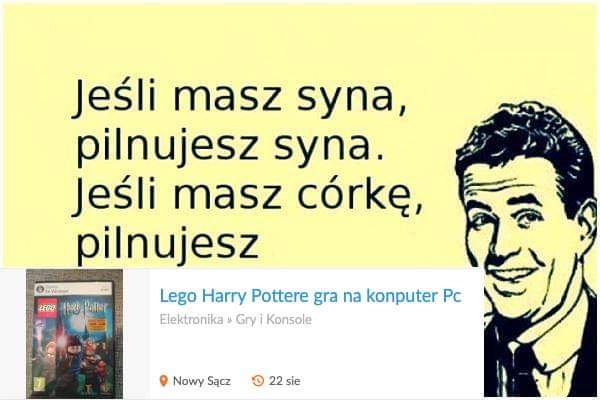 Jeśli masz syna,
pilnujesz syna.
Jeśli masz córkę,
pilnujesz
Lego Harry Pottere gra na konputer Pc
Elektronika » Gry i Konsole
Nowy Sącz 22 sie
LEGO Harry Potter
7